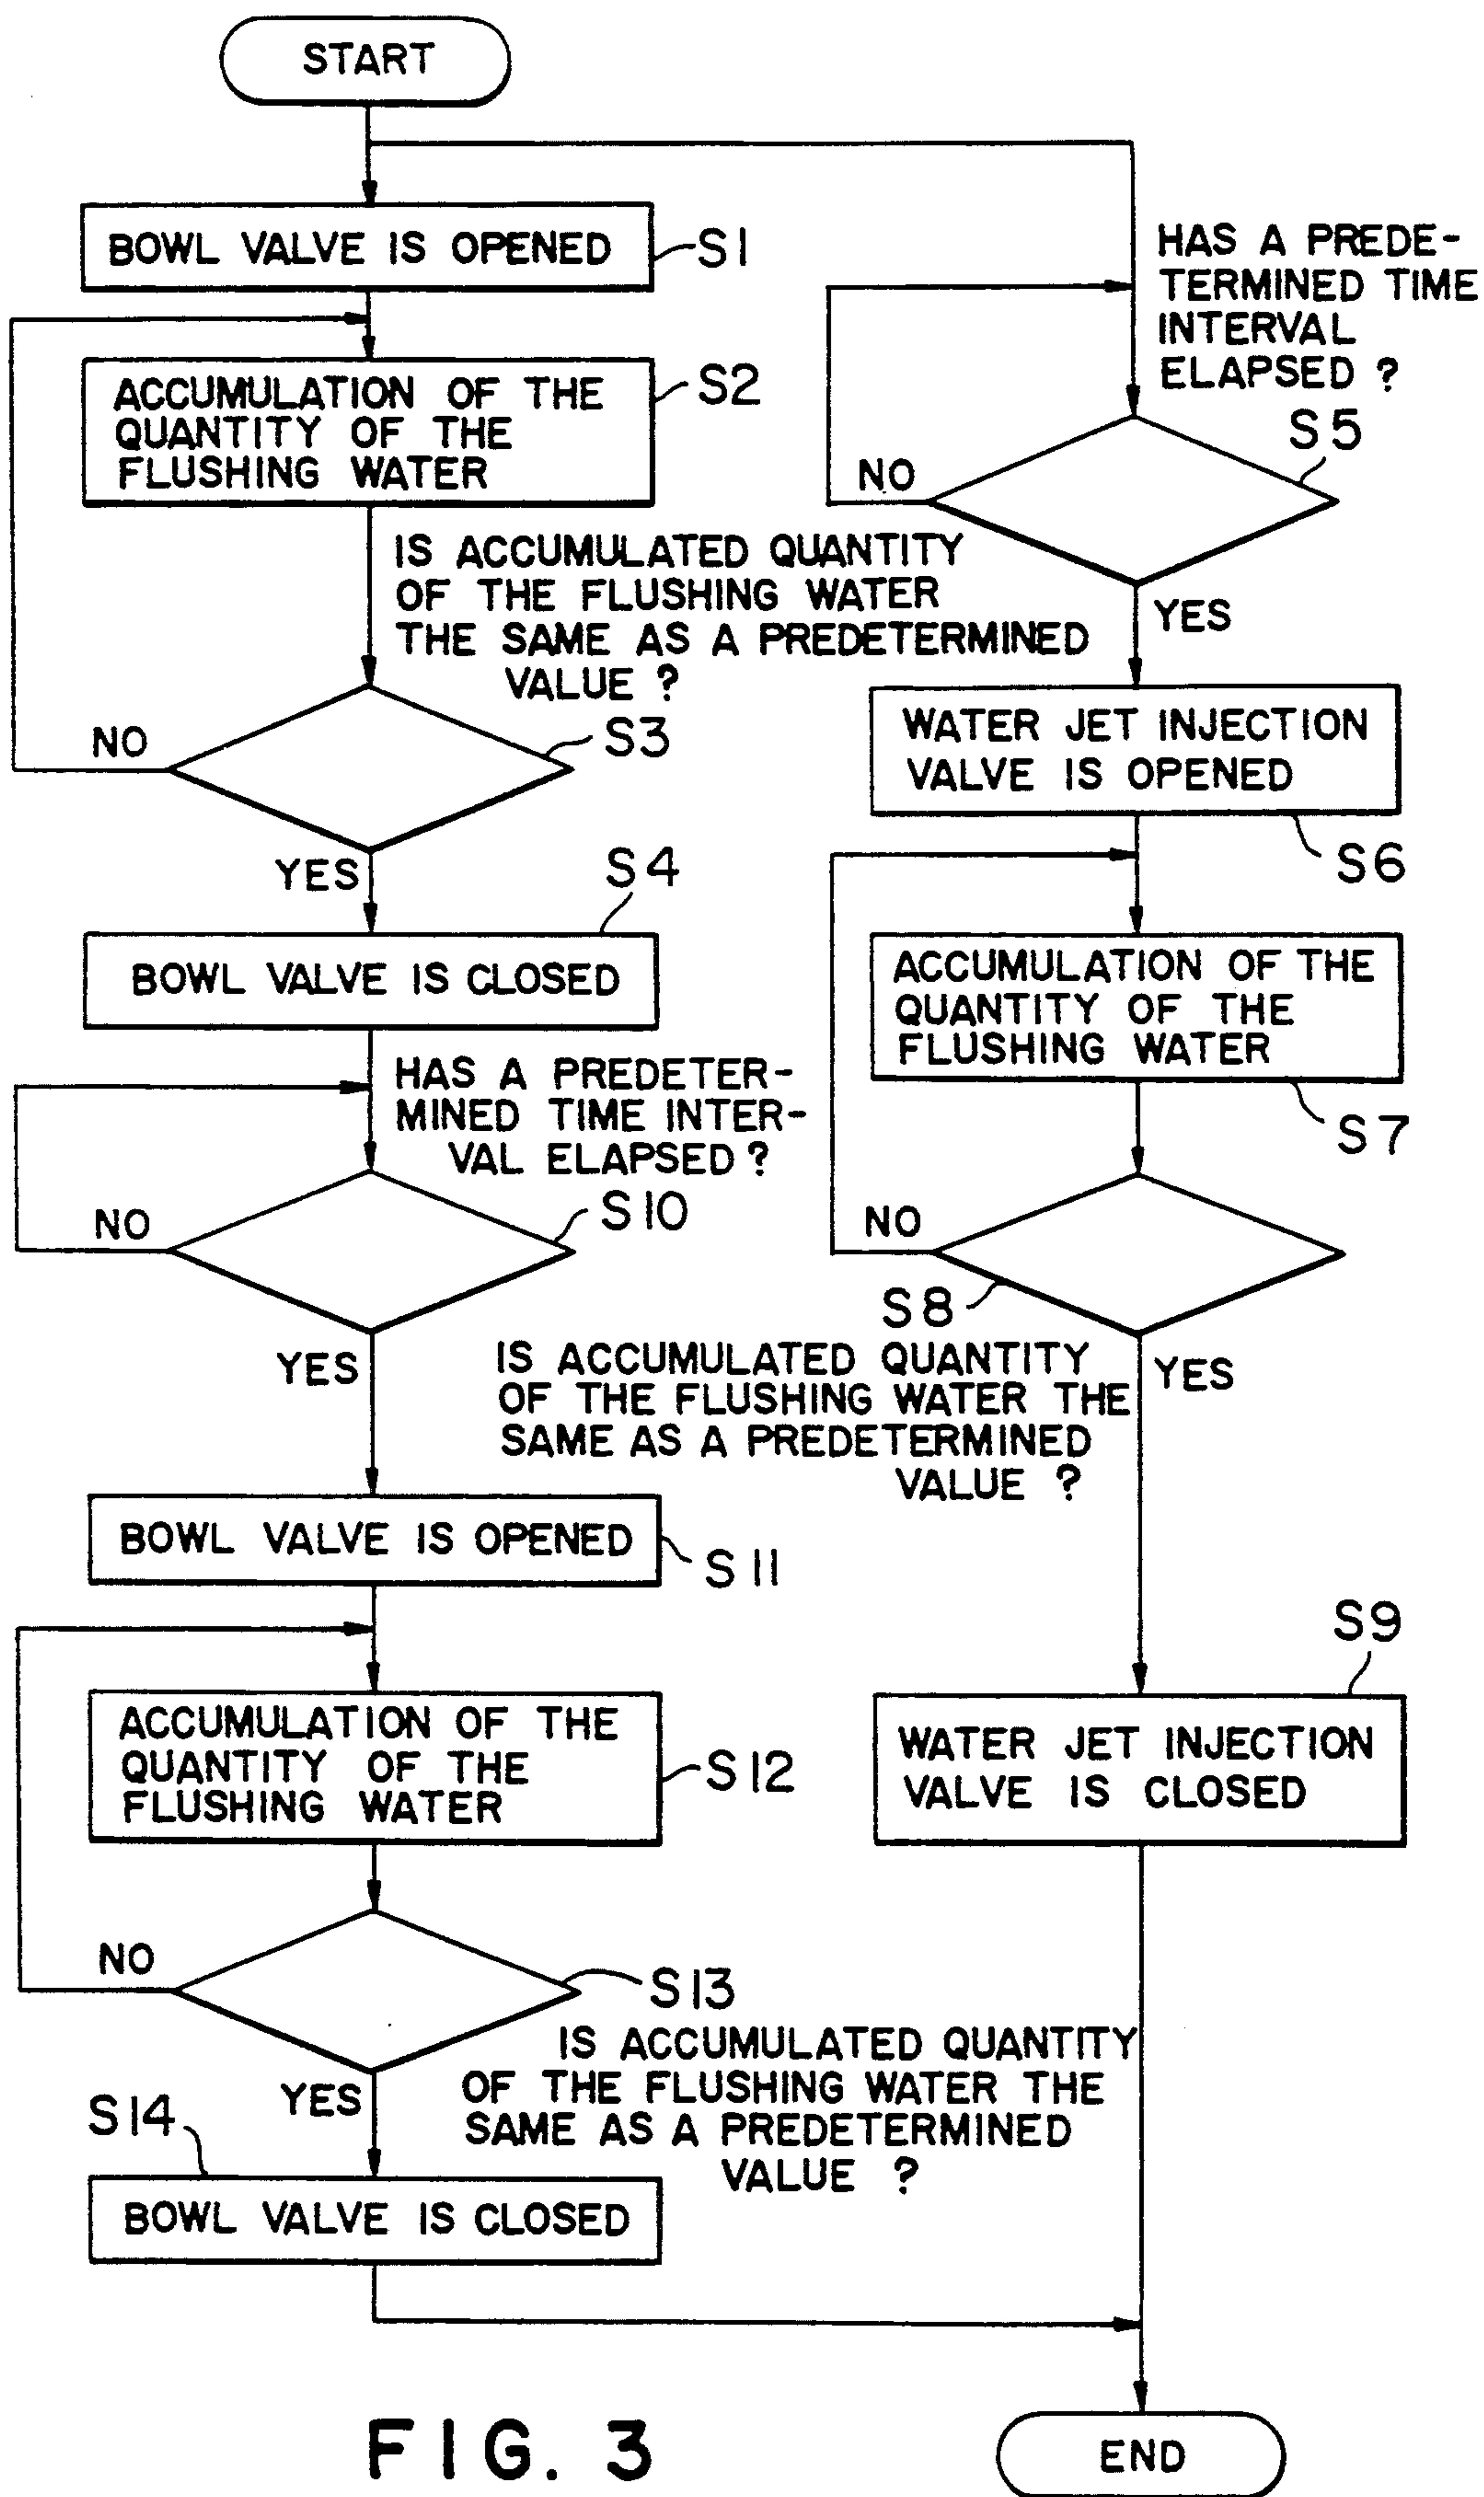 START
BOWL VALVE IS OPENED
S1
HAS A PREDE-
TERMINED TIME
INTERVAL
ELAPSED ?
S5
ACCUMULATION OF THE
QUANTITY OF THE
FLUSHING WATER
S2
NO
YES
IS ACCUMULATED QUANTITY
OF THE FLUSHING WATER
THE SAME AS A PREDETERMINED
VALUE ?
S3
NO
YES
WATER JET INJECTION
VALVE IS OPENED
S6
S4
BOWL VALVE IS CLOSED
ACCUMULATION OF THE
QUANTITY OF THE
FLUSHING WATER
S7
HAS A PREDETER-
MINED TIME INTER-
VAL ELAPSED ?
S10
NO
YES
NO
S8
YES
IS ACCUMULATED QUANTITY
OF THE FLUSHING WATER THE
SAME AS A PREDETERMINED
VALUE ?
BOWL VALVE IS OPENED
S11
S9
ACCUMULATION OF THE
QUANTITY OF THE
FLUSHING WATER
S12
WATER JET INJECTION
VALVE IS CLOSED
NO
S13
IS ACCUMULATED QUANTITY
OF THE FLUSHING WATER THE
SAME AS A PREDETERMINED
VALUE ?
YES
S14
BOWL VALVE IS CLOSED
END
FIG. 3